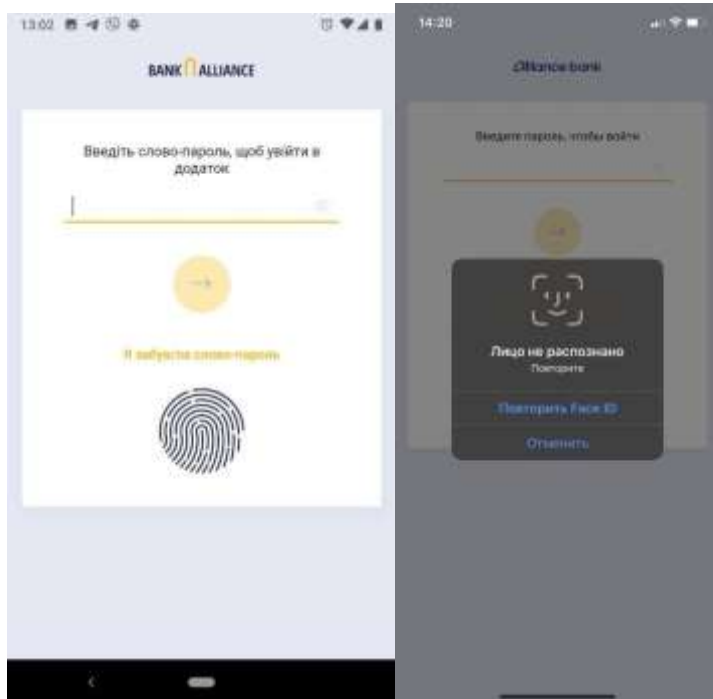 13:02
BANK ALLIANCE
Введіть слово-пароль, щоб увійти в
додаток
Я забув/ла слово-пароль
14:20
Alliance bank
Введите пароль, чтобы войти
Лицо не распознано
Повторите
Повторить Face ID
Отменить